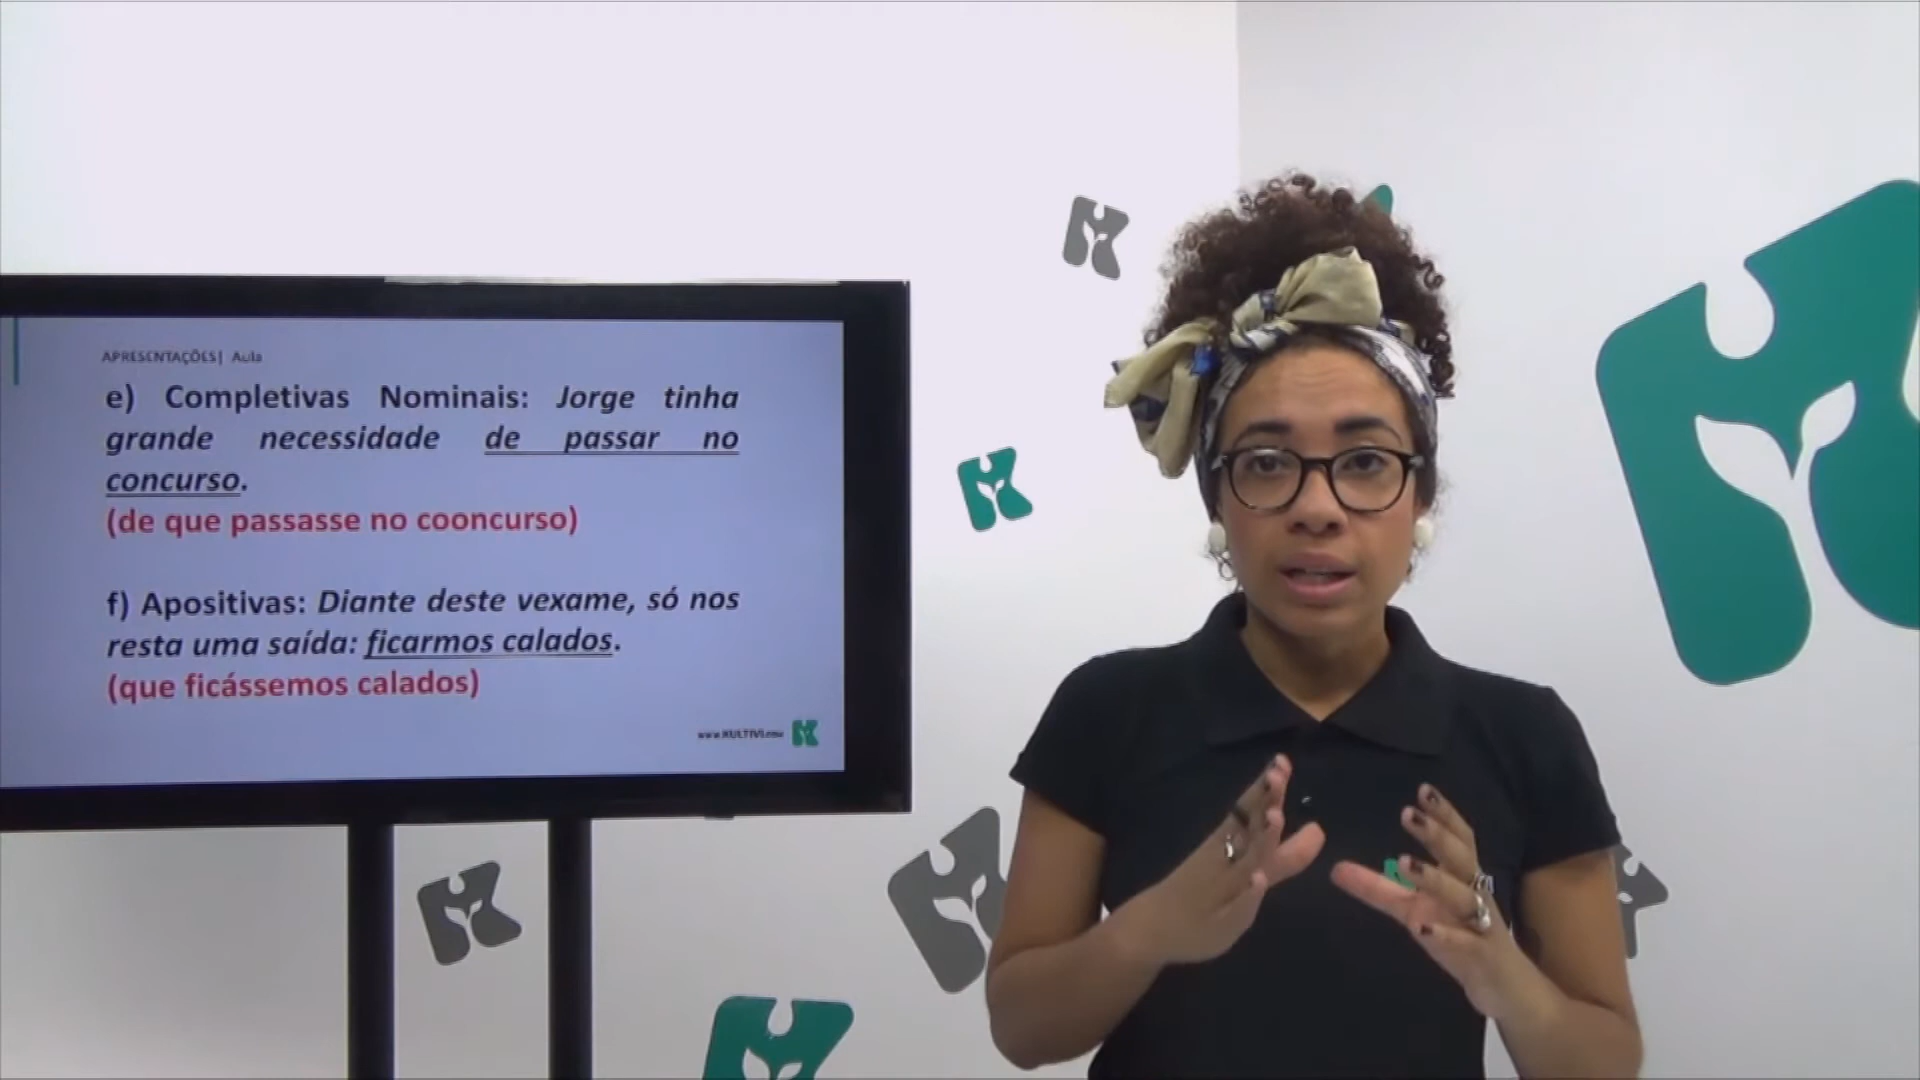 APRESENTAÇÕES| Aula
e) Completivas Nominais: Jorge tinha
grande necessidade de passar no
concurso.
(de que passasse no cooncurso)
f) Apositivas: Diante deste vexame, só nos
resta uma saída: ficarmos calados.
(que ficássemos calados)
www.KULTIVI.com